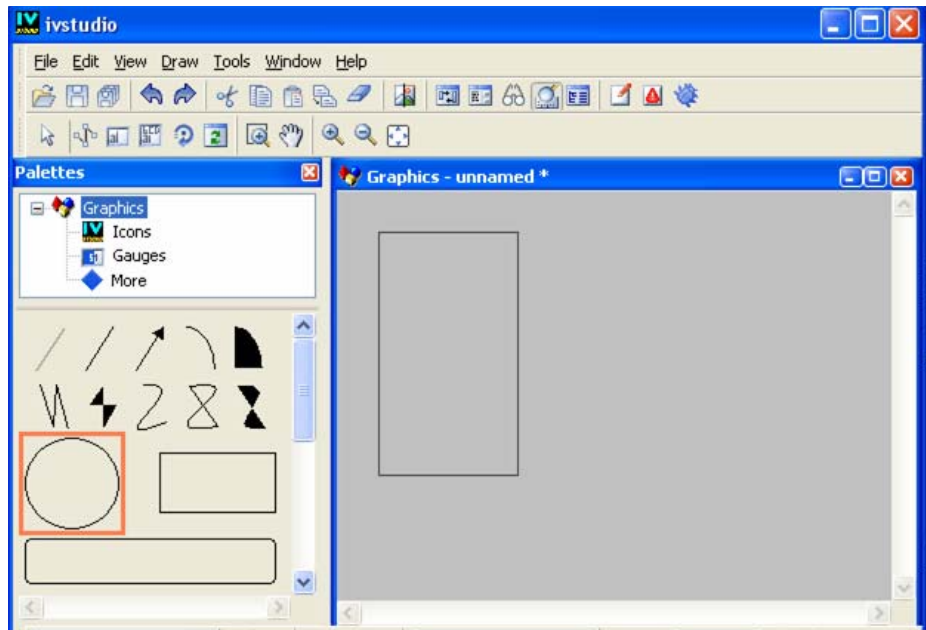 ivstudio
File Edit View Draw Tools Window Help
Palettes
Graphics
Icons
Gauges
More
Graphics - unnamed *